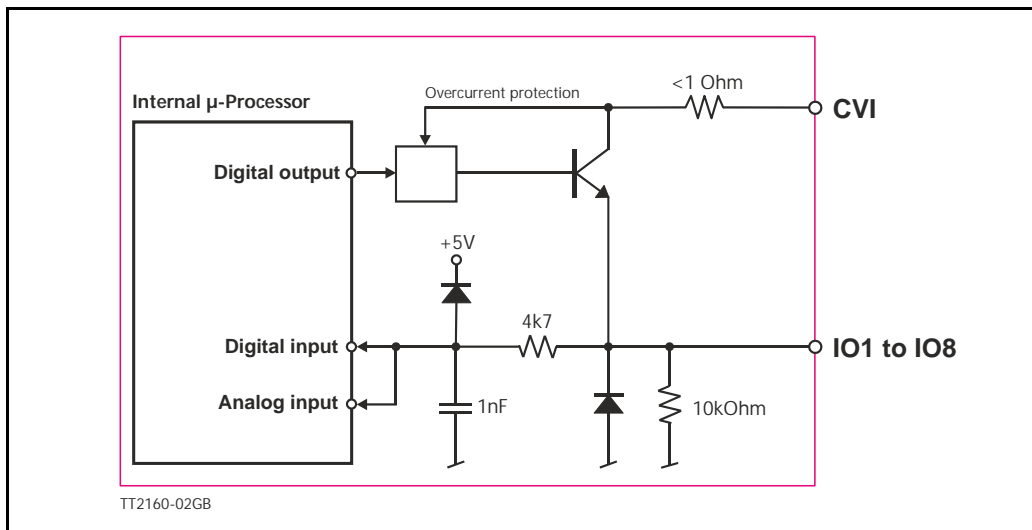 <1 Ohm
Overcurrent protection
CVI
Internal µ-Processor
Digital output
+5V
4k7
Digital input
IO1 to IO8
Analog input
1nF
10kOhm
TT2160-02GB